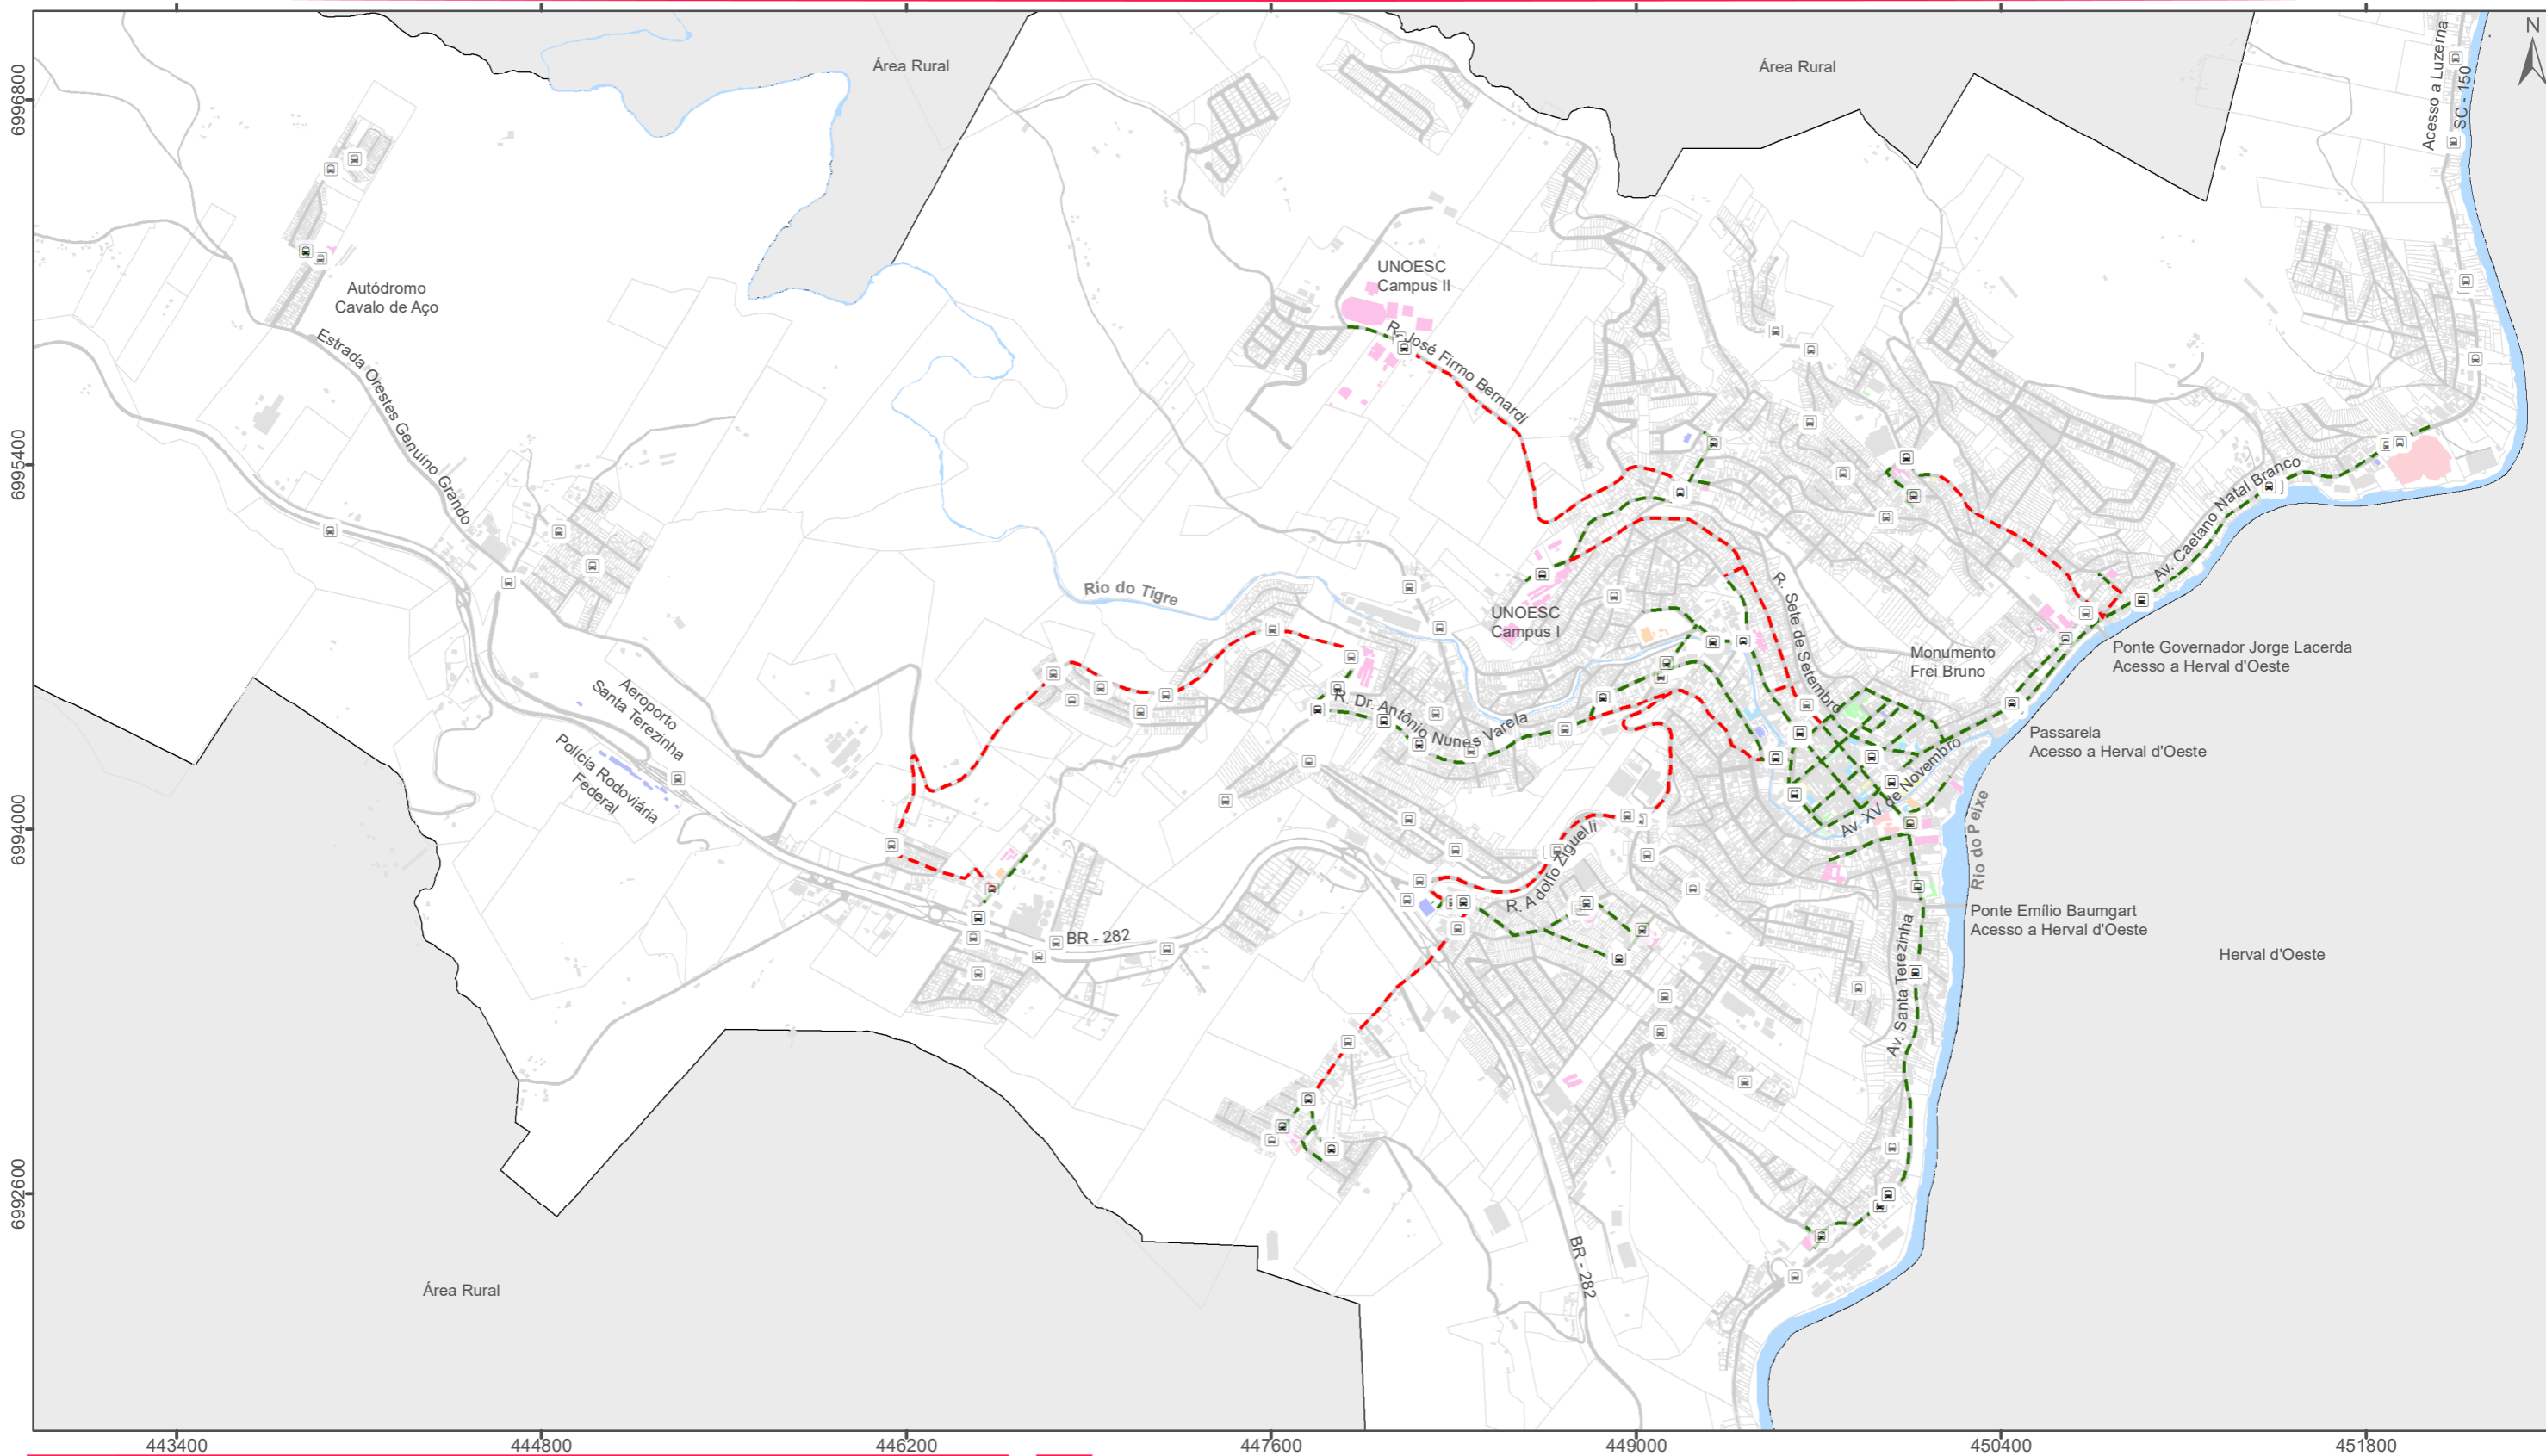 N
Área Rural
Área Rural
Acesso a Luzerna
SC - 150
6996800
UNOESC
Campus II
Autódromo
Cavalo de Aço
R. José Firmo Bernardi
Estrada Orestes Genuíno Grando
6995400
Av. Caetano Natal Branco
Rio do Tigre
UNOESC
Campus I
R. Sete de Setembro
Monumento
Frei Bruno
Ponte Governador Jorge Lacerda
Acesso a Herval d'Oeste
Aeroporto
Santa Terezinha
R. Dr. Antônio Nunes Varela
Passarela
Acesso a Herval d'Oeste
Polícia Rodoviária
Federal
Av. XV de Novembro
Rio do Peixe
6994000
R. Adolfo Ziguelli
Ponte Emílio Baumgart
Acesso a Herval d'Oeste
BR - 282
Av. Santa Terezinha
Herval d'Oeste
6992600
BR - 282
Área Rural
443400
444800
446200
447600
449000
450400
451800